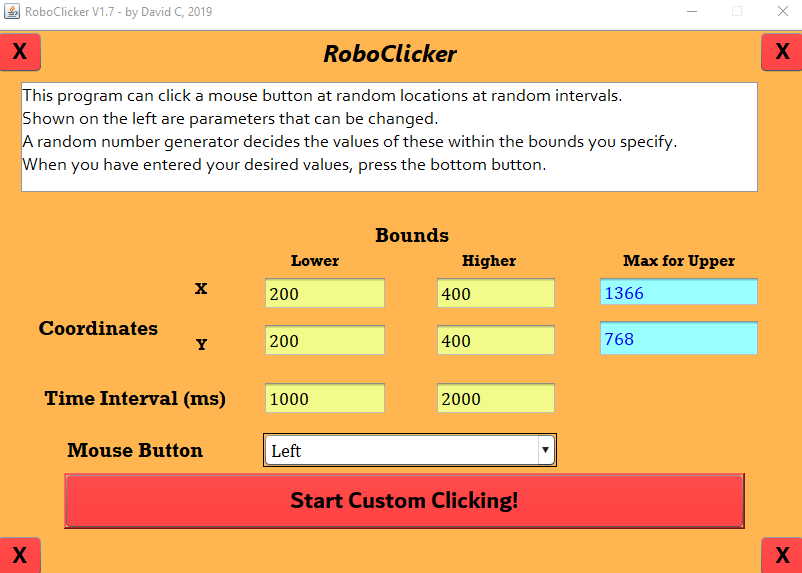 RoboClicker V1.7 - by David C, 2019
X
RoboClicker
X
This program can click a mouse button at random locations at random intervals.
Shown on the left are parameters that can be changed.
A random number generator decides the values of these within the bounds you specify.
When you have entered your desired values, press the bottom button.
Bounds
Lower Higher Max for Upper
Coordinates
X 200 400 1366
Y 200 400 768
Time Interval (ms) 1000 2000
Mouse Button Left
Start Custom Clicking!
X
X